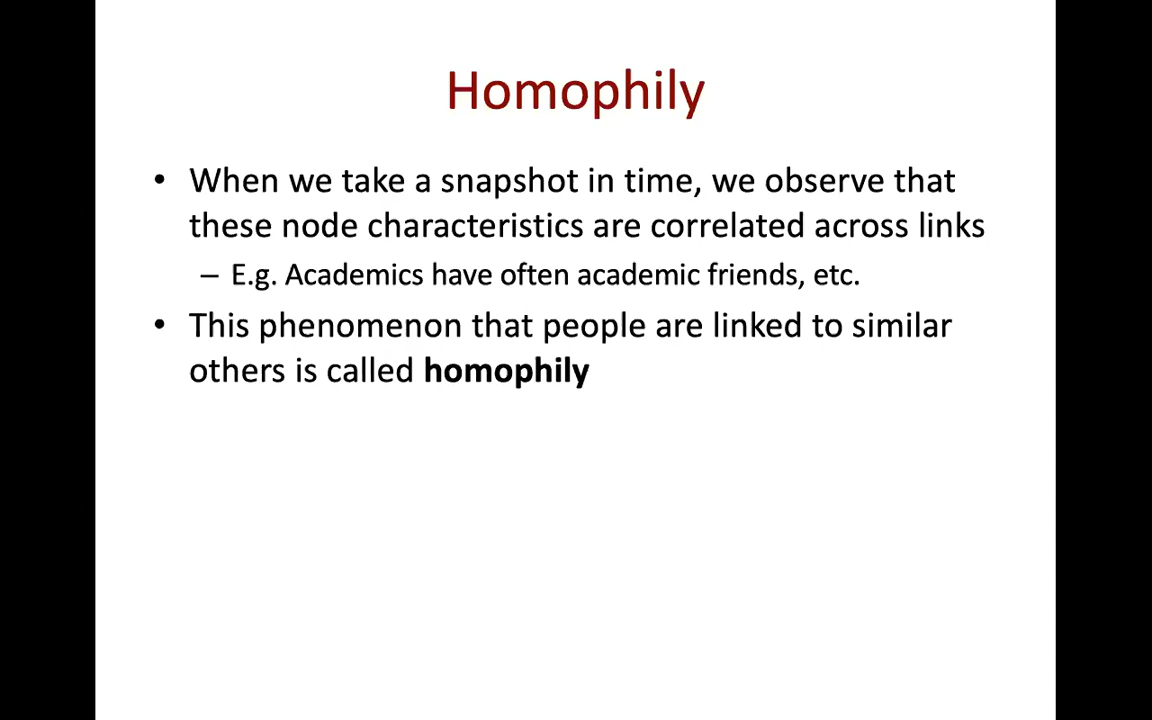 Homophily
• When we take a snapshot in time, we observe that
these node characteristics are correlated across links
– E.g. Academics have often academic friends, etc.
• This phenomenon that people are linked to similar
others is called homophily